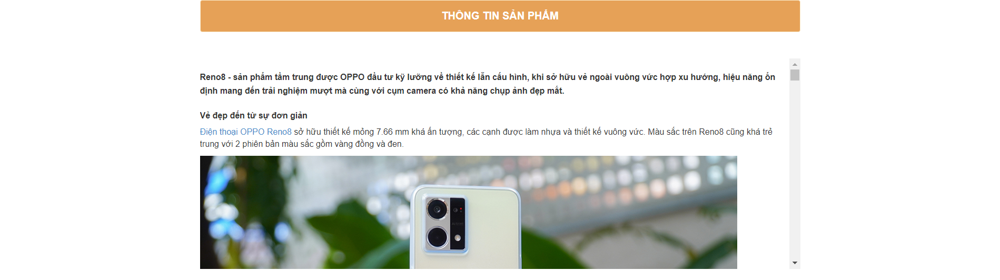 THÔNG TIN SẢN PHẨM
Reno8 - sản phẩm tầm trung được OPPO đầu tư kỹ lưỡng về thiết kế lẫn cấu hình, khi sở hữu vẻ ngoài vuông vức hợp xu hướng, hiệu năng ổn
định mang đến trải nghiệm mượt mà cùng với cụm camera có khả năng chụp ảnh đẹp mắt.
Vẻ đẹp đến từ sự đơn giản
Điện thoại OPPO Reno8 sở hữu thiết kế mỏng 7.66 mm khá ấn tượng, các cạnh được làm nhựa và thiết kế vuông vức. Màu sắc trên Reno8 cũng khá trẻ
trung với 2 phiên bản màu sắc gồm vàng đồng và đen.